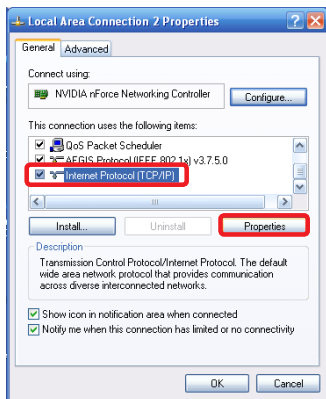 Local Area Connection 2 Properties
General Advanced
Connect using:
NVIDIA nForce Networking Controller
Configure...
This connection uses the following items:
QoS Packet Scheduler
AEGIS Protocol (IEEE 802.1x) v3.7.5.0
Internet Protocol (TCP/IP)
Install... Uninstall Properties
Description
Transmission Control Protocol/Internet Protocol. The default
wide area network protocol that provides communication
across diverse interconnected networks.
Show icon in notification area when connected
Notify me when this connection has limited or no connectivity
OK Cancel